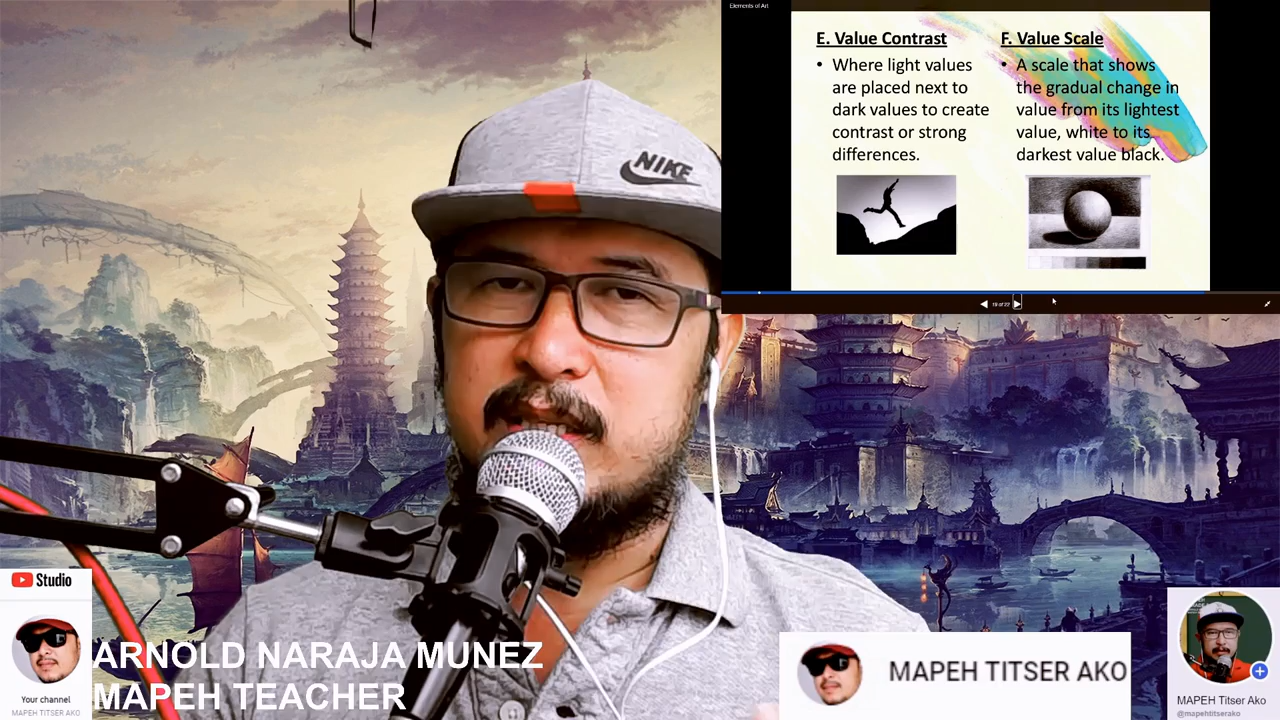 Elements of Art
E. Value Contrast
• Where light values
are placed next to
dark values to create
contrast or strong
differences.
F. Value Scale
• A scale that shows
the gradual change in
value from its lightest
value, white to its
darkest value black.
19 of 22
NIKE
Studio
Your channel
MAPEH TITSER AKO
ARNOLD NARAJA MUNEZ
MAPEH TEACHER
MAPEH TITSER AKO
MAPEH Titser Ako
@mapehtitserako